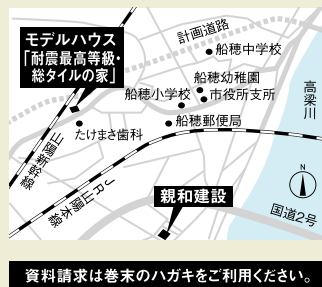 計画道路
モデルハウス
「耐震最高等級・
総タイルの家」
船穂中学校
船穂幼稚園
市役所支所
船穂小学校
高梁川
たけまさ歯科
船穂郵便局
山陽新幹線
JR山陽本線
N
親和建設
国道2号
資料請求は巻末のハガキをご利用ください。